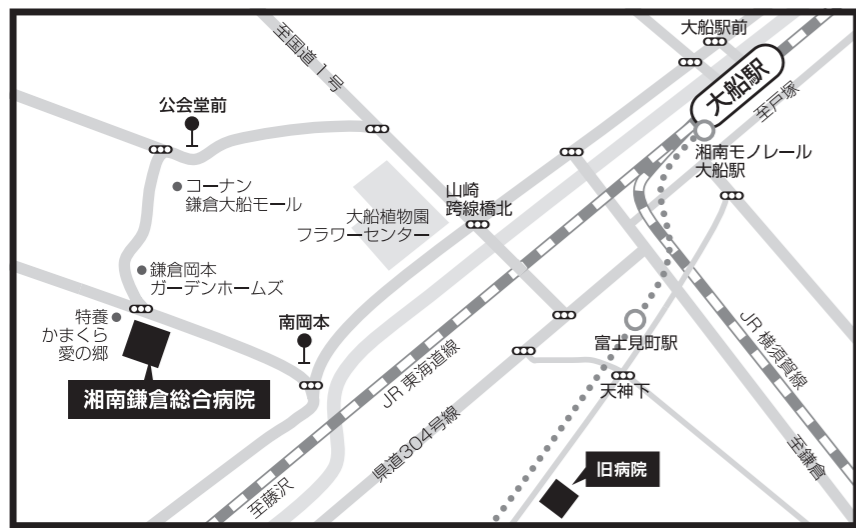 大船駅前
至国道1号
大船駅
公会堂前
至戸塚
湘南モノレール
大船駅
コーナン
鎌倉大船モール
山崎
跨線橋北
大船植物園
フラワーセンター
鎌倉岡本
ガーデンホームズ
特養
かまくら
愛の郷
南岡本
富士見町駅
JR 横須賀線
JR 東海道線
天神下
湘南鎌倉総合病院
県道304号線
至鎌倉
旧病院
至藤沢